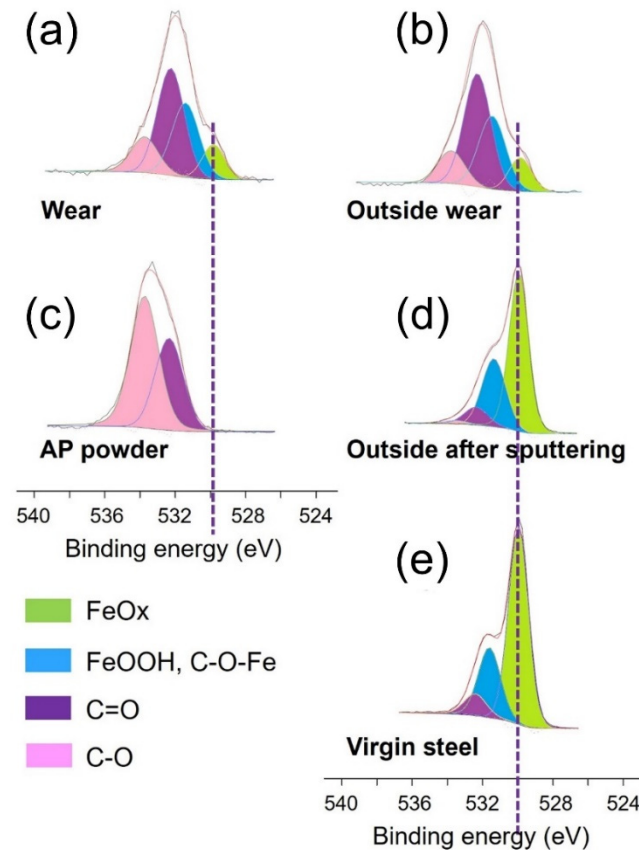 (a)
(b)
Wear
Outside wear
(c)
(d)
AP powder
Outside after sputtering
540 536 532 528 524
Binding energy (eV)
(e)
FeOx
FeOOH, C-O-Fe
C=O
C-O
Virgin steel
540 536 532 528 524
Binding energy (eV)